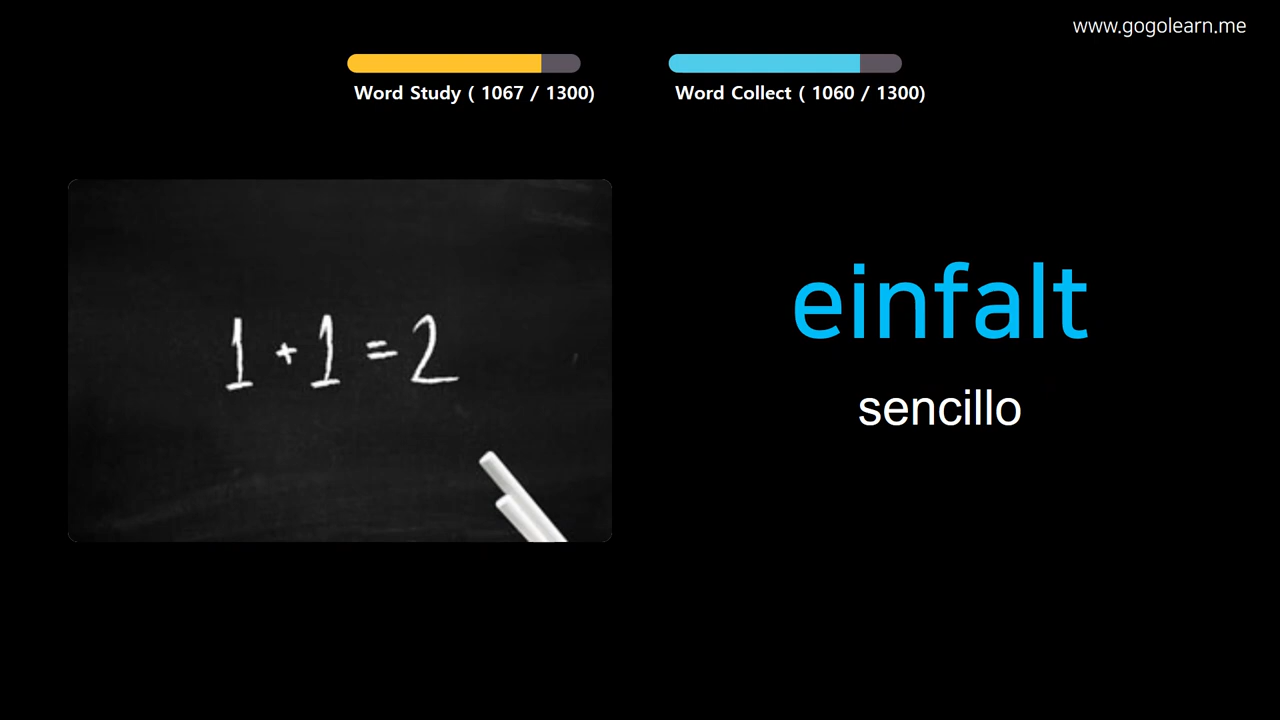 www.gogolearn.me
Word Study ( 1067 / 1300)
Word Collect ( 1060 / 1300)
1 + 1 = 2
einfalt
sencillo